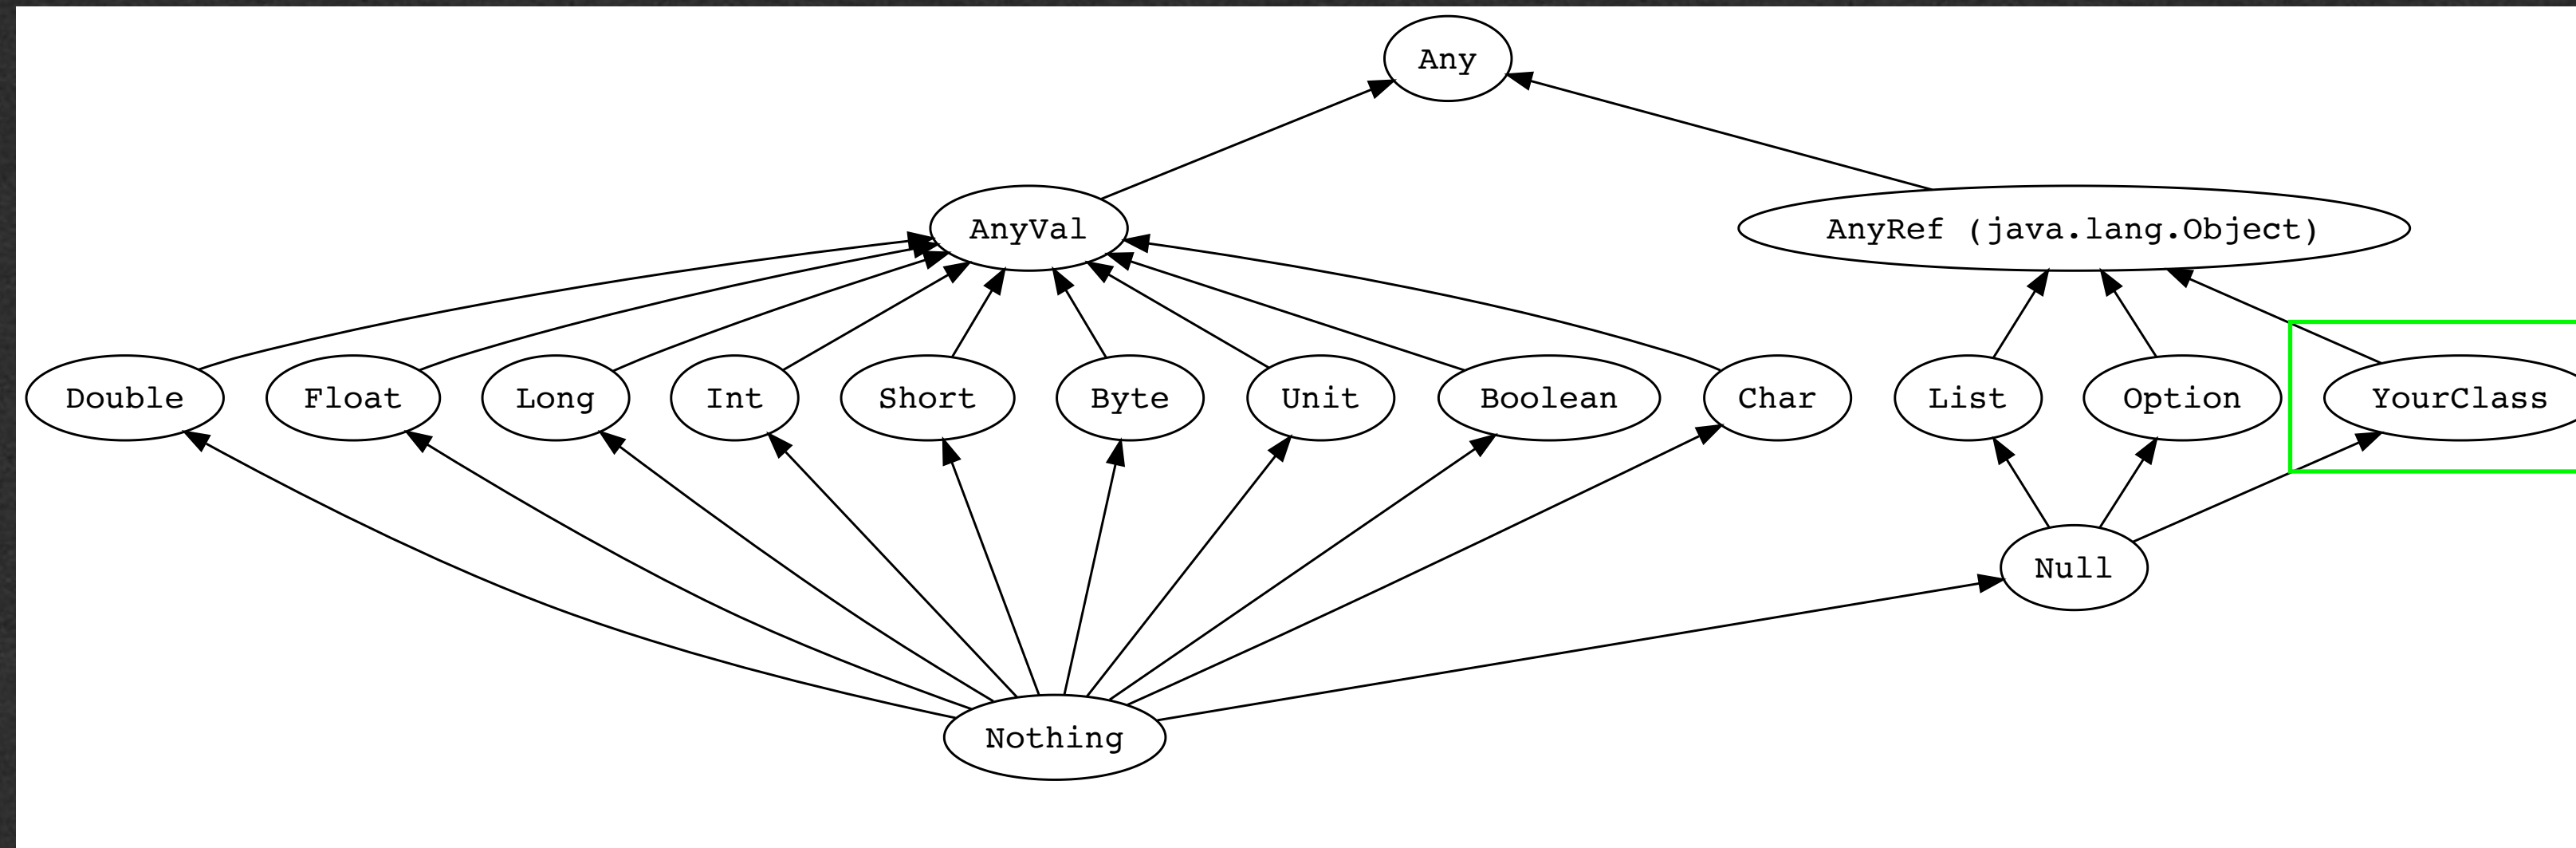 Any
AnyVal
AnyRef (java.lang.Object)
Double
Float
Long
Int
Short
Byte
Unit
Boolean
Char
List
Option
YourClass
Null
Nothing